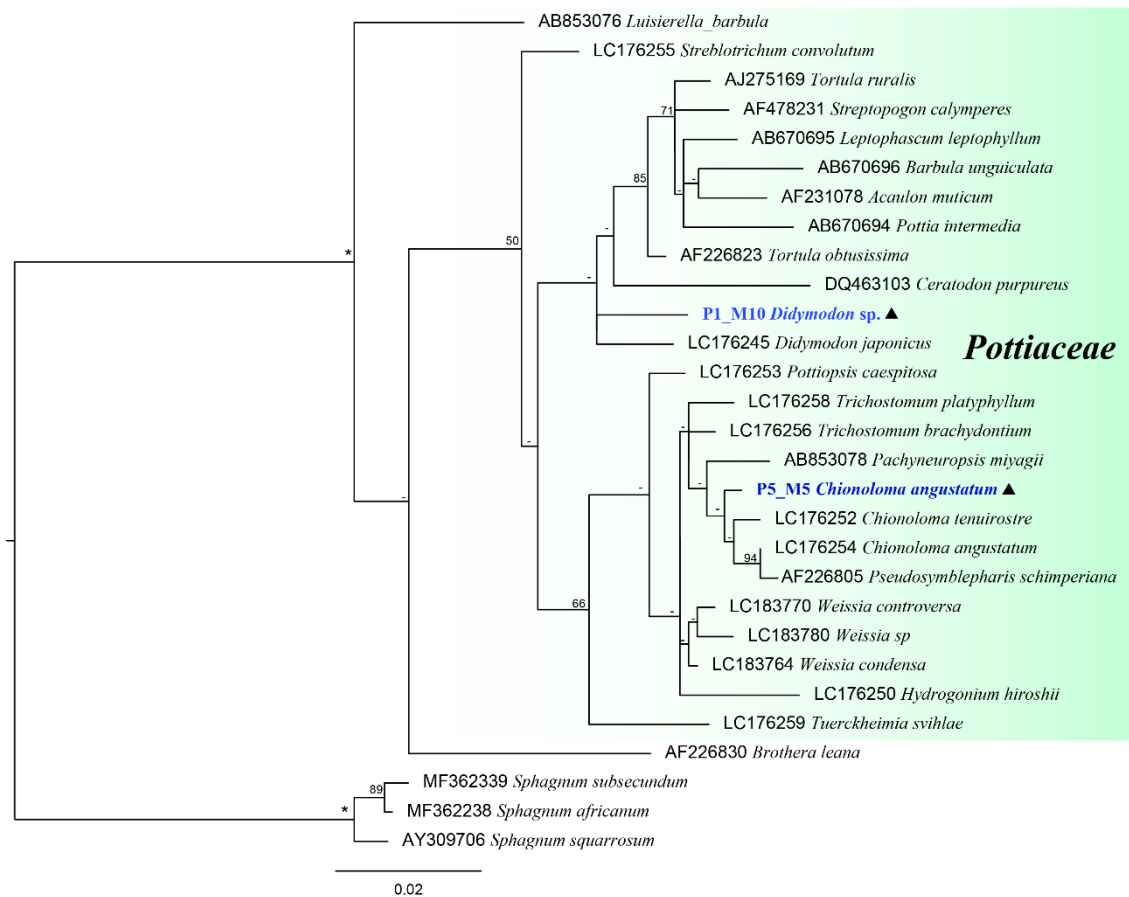 AB853076 Luisierella_barbula
LC176255 Streblotrichum convolutum
AJ275169 Tortula ruralis
71
AF478231 Streptopogon calymperes
AB670695 Leptophascum leptophyllum
AB670696 Barbula unguiculata
85
-
-
AF231078 Acaulon muticum
AB670694 Pottia intermedia
-
50
*
AF226823 Tortula obtusissima
-
DQ463103 Ceratodon purpureus
P1_M10 Didymodon sp. ▲
LC176245 Didymodon japonicus
Pottiaceae
LC176253 Pottiopsis caespitosa
LC176258 Trichostomum platyphyllum
-
LC176256 Trichostomum brachydontium
-
AB853078 Pachyneuropsis miyagii
-
P5_M5 Chionoloma angustatum ▲
-
-
-
LC176252 Chionoloma tenuirostre
-
LC176254 Chionoloma angustatum
94
AF226805 Pseudosymblepharis schimperiana
66
LC183770 Weissia controversa
-
-
LC183780 Weissia sp
-
LC183764 Weissia condensa
LC176250 Hydrogonium hiroshii
LC176259 Tuerckheimia svihlae
AF226830 Brothera leana
89
MF362339 Sphagnum subsecundum
*
MF362238 Sphagnum africanum
AY309706 Sphagnum squarrosum
0.02